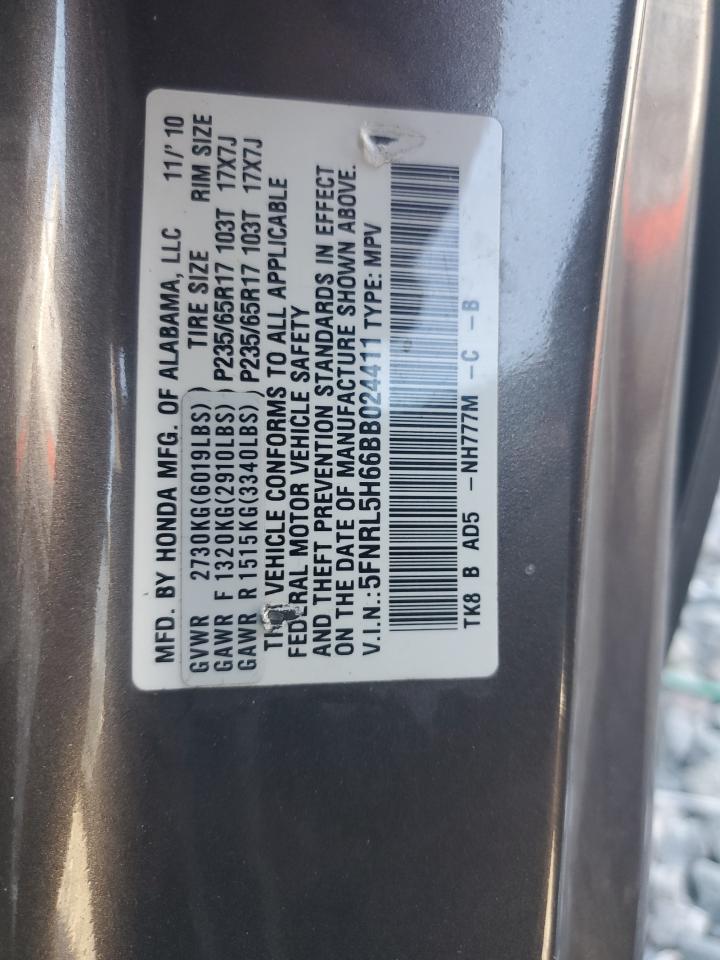 MFD. BY HONDA MFG. OF ALABAMA, LLC 11/'10
GVWR 2730KG(6019LBS) TIRE SIZE RIM SIZE
GAWR F 1320KG(2910LBS) P235/65R17 103T 17X7J
GAWR R 1515KG(3340LBS) P235/65R17 103T 17X7J
VEHICLE CONFORMS TO ALL APPLICABLE
FEDERAL MOTOR VEHICLE SAFETY
AND THEFT PREVENTION STANDARDS IN EFFECT
ON THE DATE OF MANUFACTURE SHOWN ABOVE.
V.I.N.: 5FNRL5H66BB024411 TYPE: MPV
TK8 B AD5 -NH777M -C -B